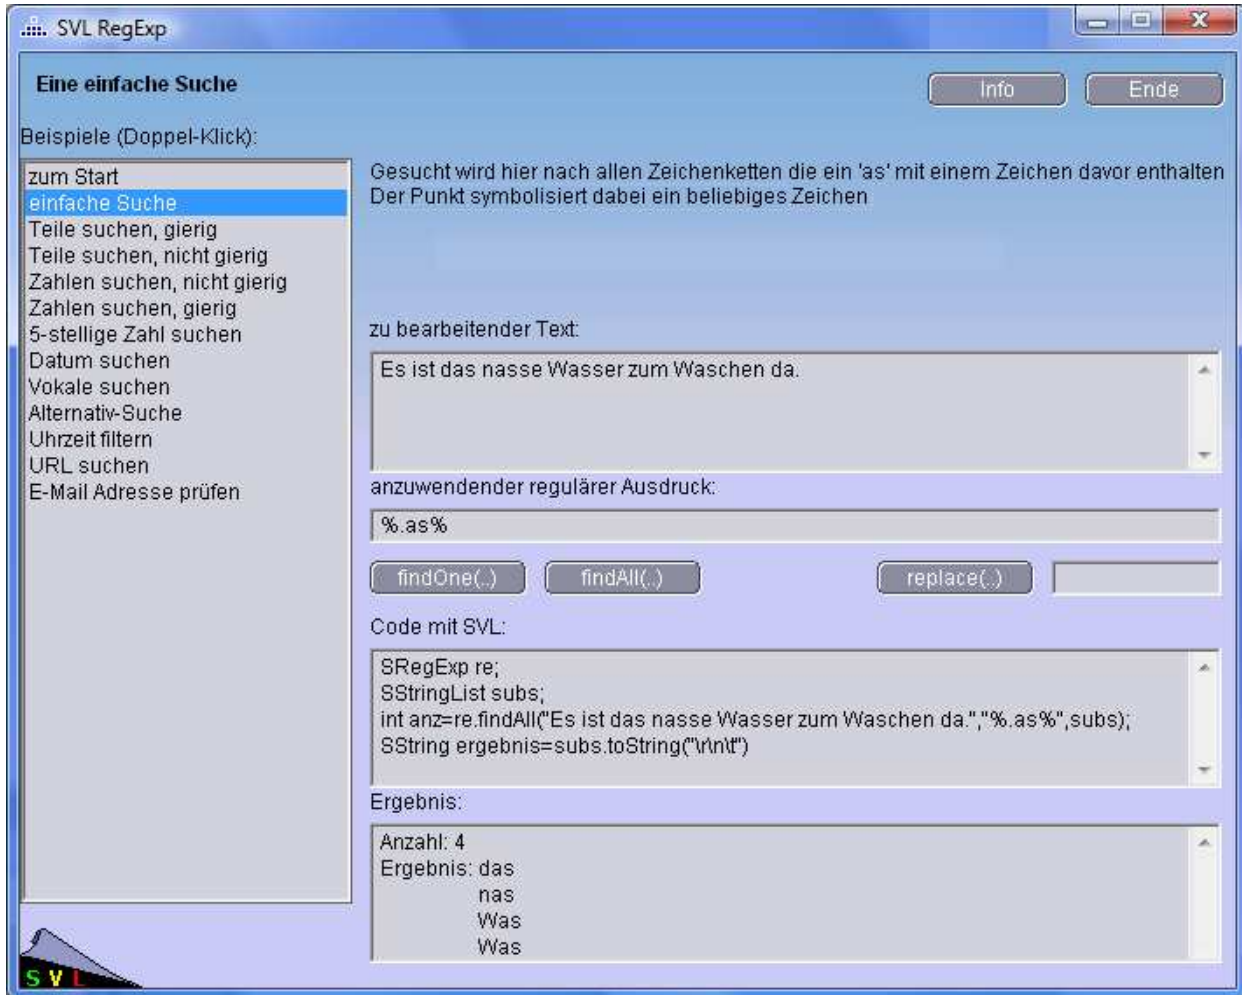 SVL RegExp
Eine einfache Suche
Info
Ende
Beispiele (Doppel-Klick):
zum Start
einfache Suche
Teile suchen, gierig
Teile suchen, nicht gierig
Zahlen suchen, nicht gierig
Zahlen suchen, gierig
5-stellige Zahl suchen
Datum suchen
Vokale suchen
Alternativ-Suche
Uhrzeit filtern
URL suchen
E-Mail Adresse prüfen
Gesucht wird hier nach allen Zeichenketten die ein 'as' mit einem Zeichen davor enthalten
Der Punkt symbolisiert dabei ein beliebiges Zeichen
zu bearbeitender Text:
Es ist das nasse Wasser zum Waschen da.
anzuwendender regulärer Ausdruck:
%.as%
findOne(..)
findAll(..)
replace(..)
Code mit SVL:
SRegExp re;
SStringList subs;
int anz=re.findAll("Es ist das nasse Wasser zum Waschen da.","%.as%",subs);
SString ergebnis=subs.toString("\r\n\t")
Ergebnis:
Anzahl: 4
Ergebnis: das
nas
Was
Was
S V L